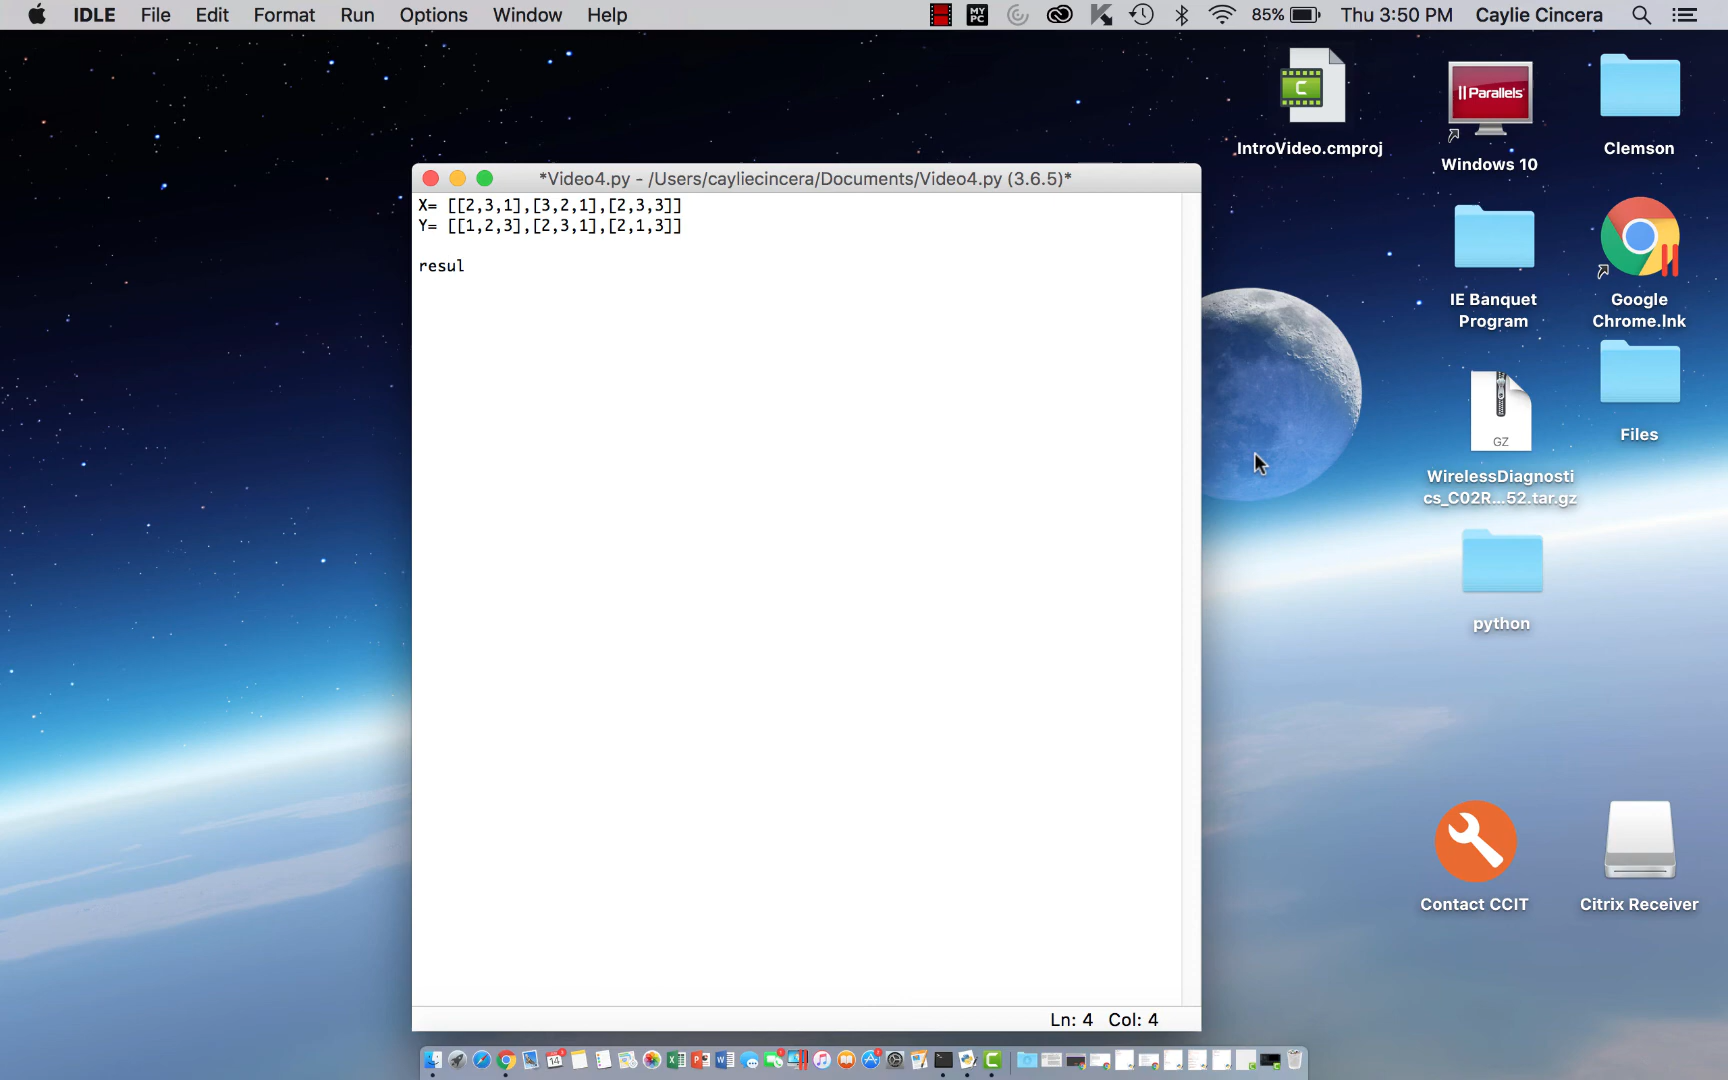 IDLE File Edit Format Run Options Window Help MY PC 85% Thu 3:50 PM Caylie Cincera
*Video4.py - /Users/cayliecincera/Documents/Video4.py (3.6.5)*
X= [[2,3,1],[3,2,1],[2,3,3]]
Y= [[1,2,3],[2,3,1],[2,1,3]]
resul
Ln: 4 Col: 4
C
IntroVideo.cmproj
|| Parallels
Windows 10
Clemson
IE Banquet
Program
Google
Chrome.lnk
GZ
WirelessDiagnosti
cs_C02R...52.tar.gz
Files
python
Contact CCIT
Citrix Receiver